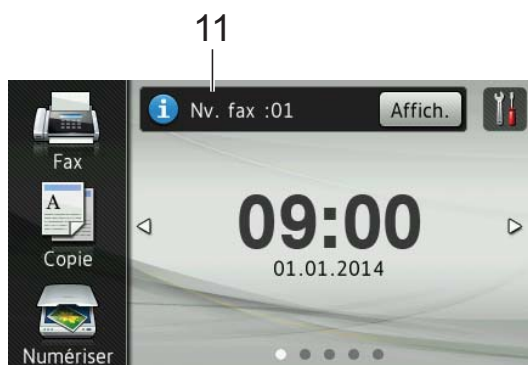 11
Nv. fax :01
Affich.
Fax
A
Copie
Numériser
09:00
01.01.2014